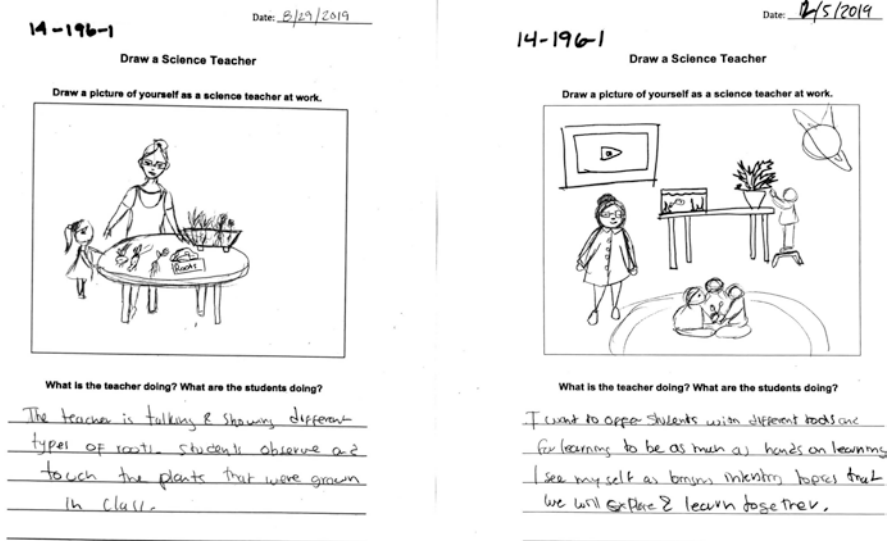 Date: 8/29/2019
14-196-1
Draw a Science Teacher
Draw a picture of yourself as a science teacher at work.
Roots
What is the teacher doing? What are the students doing?
The teacher is talking & showing different
types of roots. Students observe and
touch the plants that were grown
in class.
Date: 12/5/2019
14-196-1
Draw a Science Teacher
Draw a picture of yourself as a science teacher at work.
What is the teacher doing? What are the students doing?
I want to offer students with different tools and
for learning to be as much as hands on learning
I see my self as topics that
we will explore & learn together.